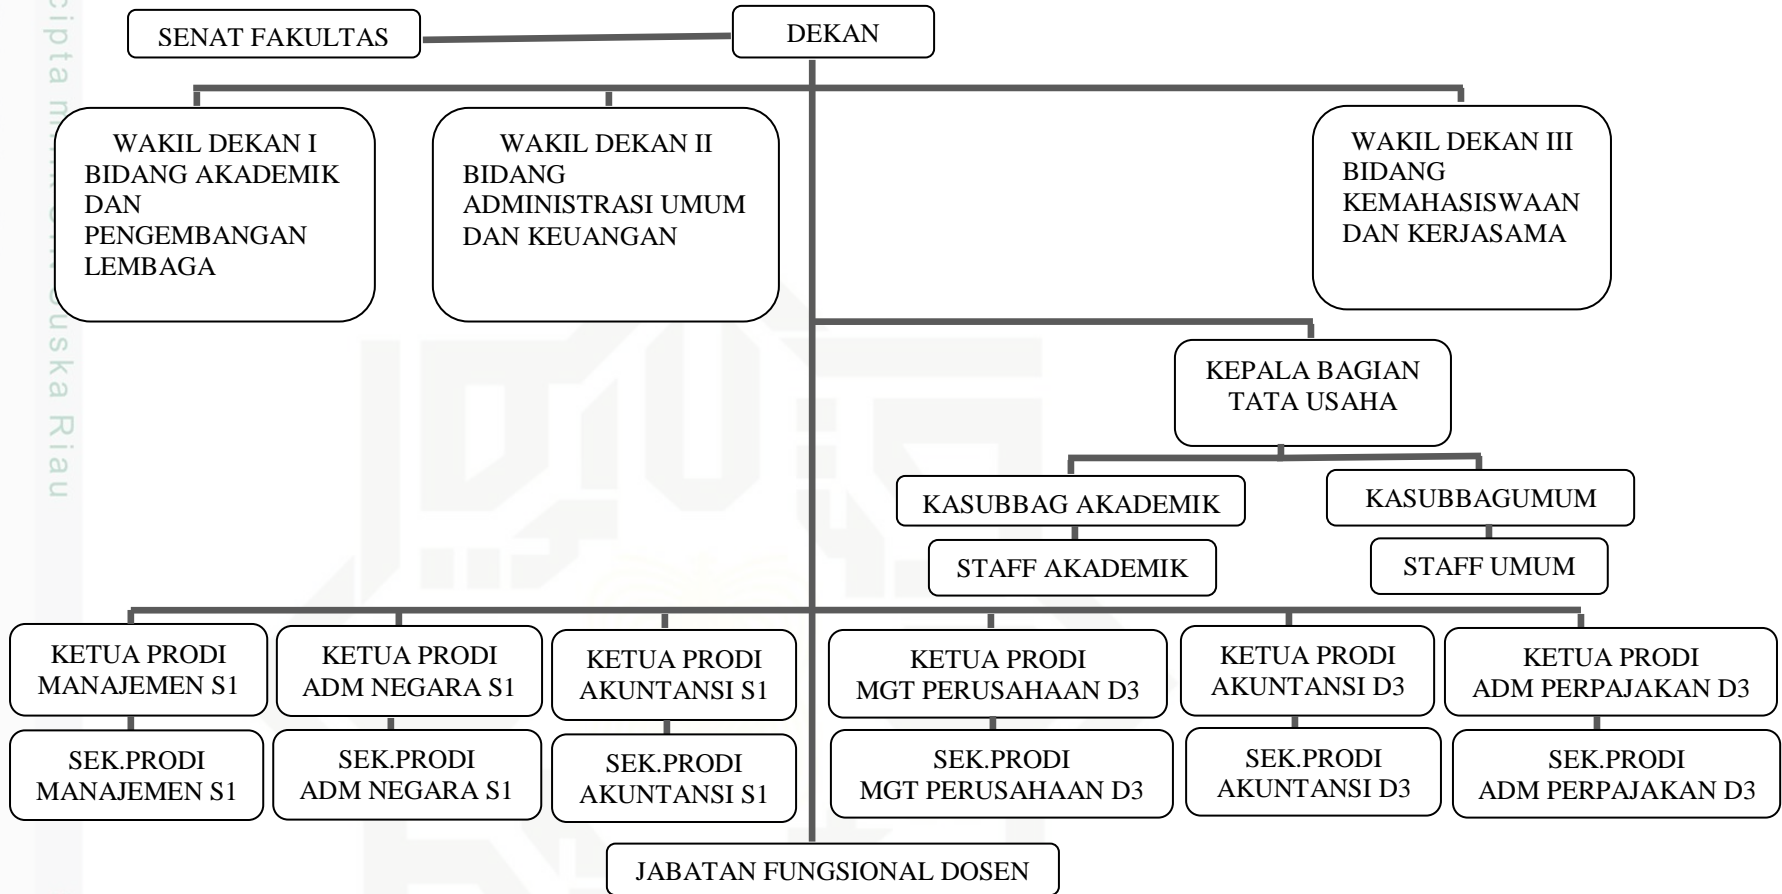 cipta m
uska Riau
SENAT FAKULTAS
DEKAN
WAKIL DEKAN I
BIDANG AKADEMIK
DAN
PENGEMBANGAN
LEMBAGA
WAKIL DEKAN II
BIDANG
ADMINISTRASI UMUM
DAN KEUANGAN
WAKIL DEKAN III
BIDANG
KEMAHASISWAAN
DAN KERJASAMA
KEPALA BAGIAN
TATA USAHA
KASUBBAG AKADEMIK
KASUBBAGUMUM
STAFF AKADEMIK
STAFF UMUM
KETUA PRODI
MANAJEMEN S1
KETUA PRODI
ADM NEGARA S1
KETUA PRODI
AKUNTANSI S1
KETUA PRODI
MGT PERUSAHAAN D3
KETUA PRODI
AKUNTANSI D3
KETUA PRODI
ADM PERPAJAKAN D3
SEK.PRODI
MANAJEMEN S1
SEK.PRODI
ADM NEGARA S1
SEK.PRODI
AKUNTANSI S1
SEK.PRODI
MGT PERUSAHAAN D3
SEK.PRODI
AKUNTANSI D3
SEK.PRODI
ADM PERPAJAKAN D3
JABATAN FUNGSIONAL DOSEN